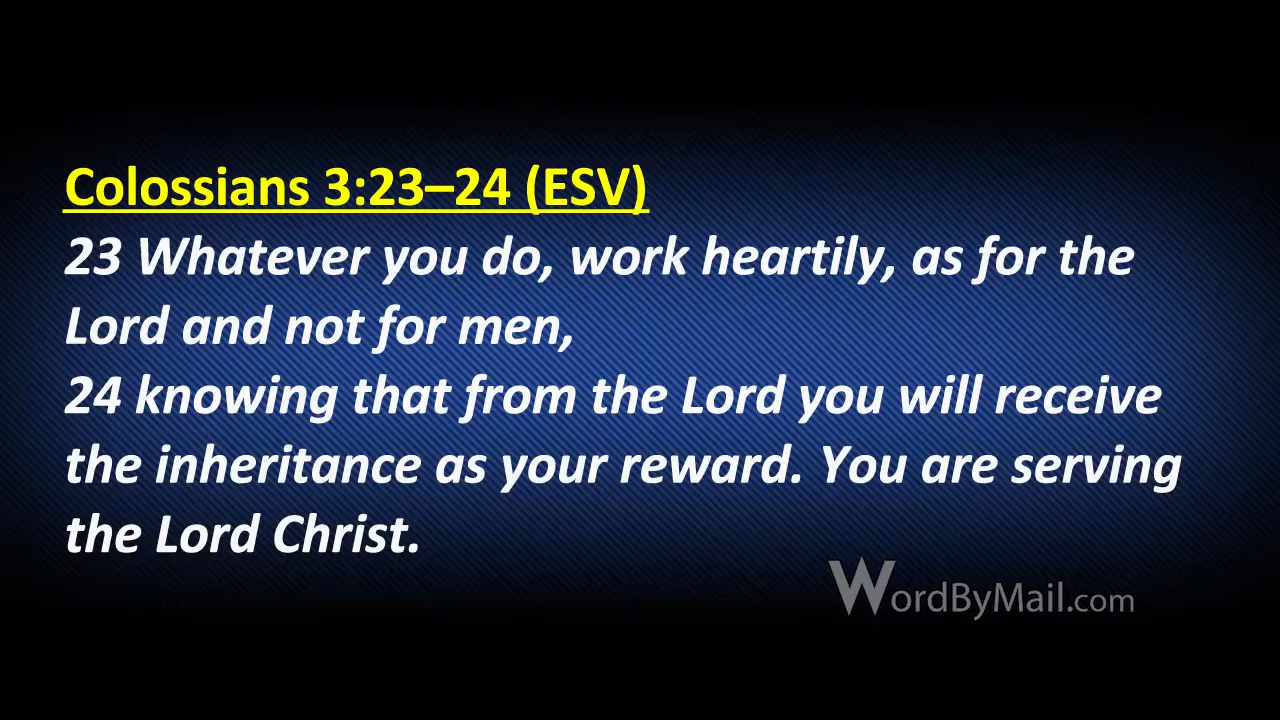 Colossians 3:23–24 (ESV)
23 Whatever you do, work heartily, as for the
Lord and not for men,
24 knowing that from the Lord you will receive
the inheritance as your reward. You are serving
the Lord Christ.
WordByMail.com